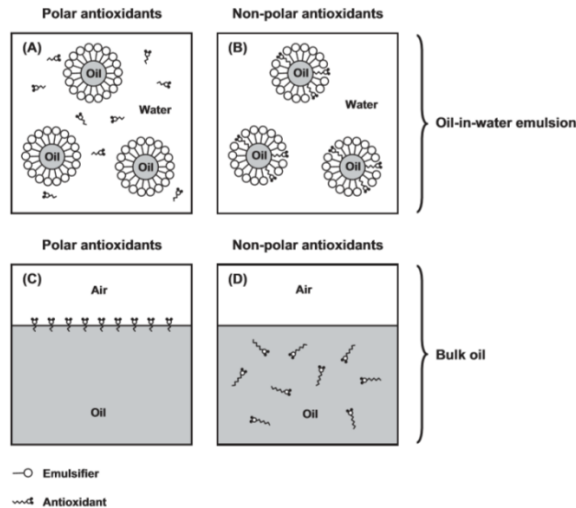 Polar antioxidants
Non-polar antioxidants
(A)
Oil
Water
Oil
Oil
(B)
Oil
Water
Oil
Oil
Oil-in-water emulsion
Polar antioxidants
Non-polar antioxidants
(C)
Air
Oil
(D)
Air
Oil
Bulk oil
Emulsifier
Antioxidant